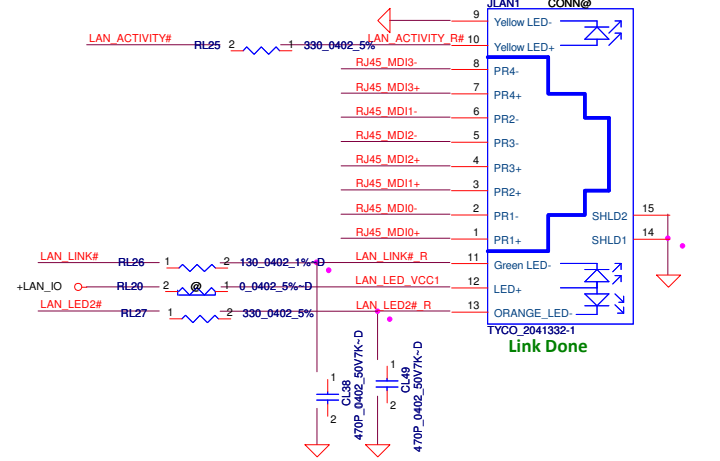 JLAN1 CONN@
9 Yellow LED-
LAN_ACTIVITY# RL25 2 1 330_0402_5% LAN_ACTIVITY_R# 10 Yellow LED+
RJ45_MDI3- 8 PR4-
RJ45_MDI3+ 7 PR4+
RJ45_MDI1- 6 PR2-
RJ45_MDI2- 5 PR3-
RJ45_MDI2+ 4 PR3+
RJ45_MDI1+ 3 PR2+
RJ45_MDI0- 2 PR1- SHLD2 15
RJ45_MDI0+ 1 PR1+ SHLD1 14
LAN_LINK# RL26 1 2 130_0402_1%~D LAN_LINK#_R 11 Green LED-
+LAN_IO RL20 2 @ 1 0_0402_5%~D LAN_LED_VCC1 12 LED+
LAN_LED2# RL27 1 2 330_0402_5% LAN_LED2#_R 13 ORANGE_LED-
TYCO_2041332-1
Link Done
1 2 CL38 470P_0402_50V7K~D
1 2 CL49 470P_0402_50V7K~D